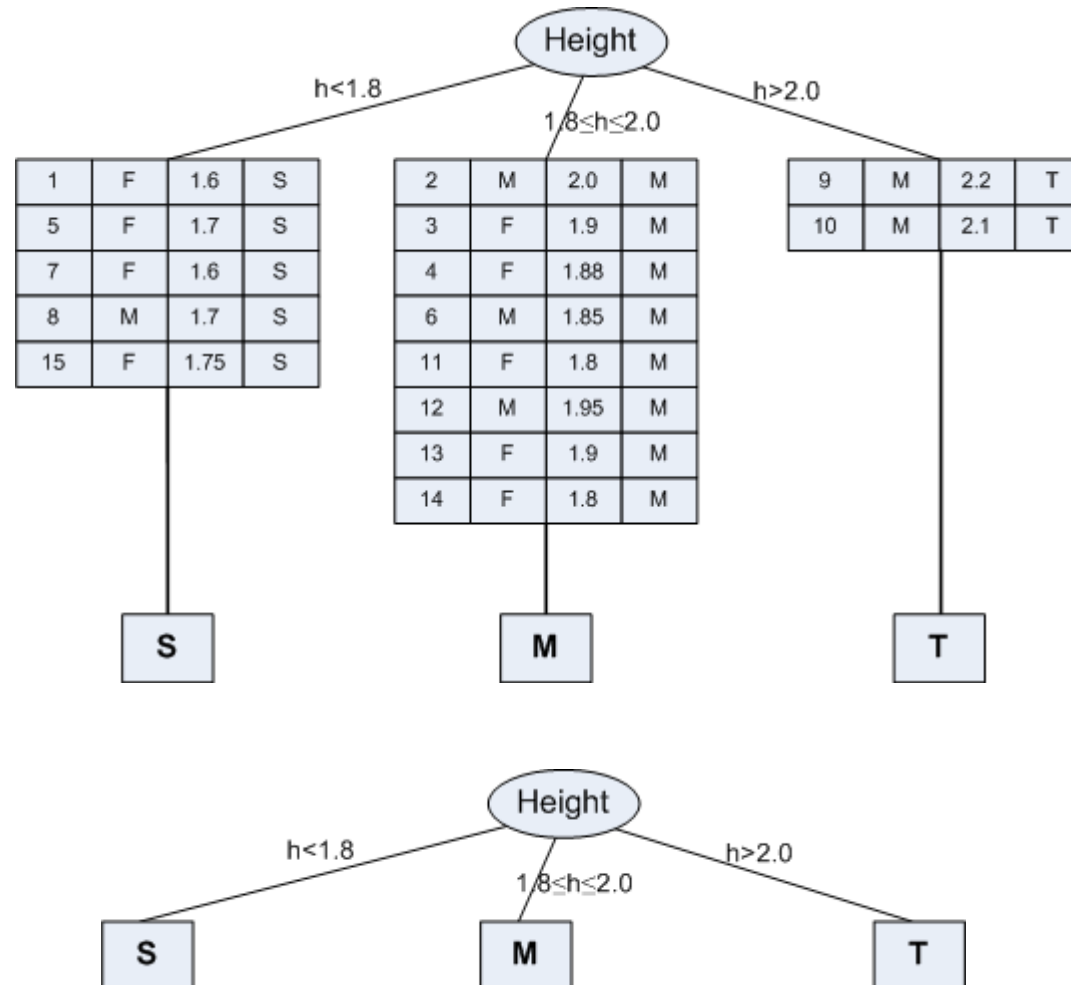 Height
h<1.8
1.8≤h≤2.0
h>2.0
1 F 1.6 S
5 F 1.7 S
7 F 1.6 S
8 M 1.7 S
15 F 1.75 S
2 M 2.0 M
3 F 1.9 M
4 F 1.88 M
6 M 1.85 M
11 F 1.8 M
12 M 1.95 M
13 F 1.9 M
14 F 1.8 M
9 M 2.2 T
10 M 2.1 T
S
M
T
Height
h<1.8
1.8≤h≤2.0
h>2.0
S
M
T